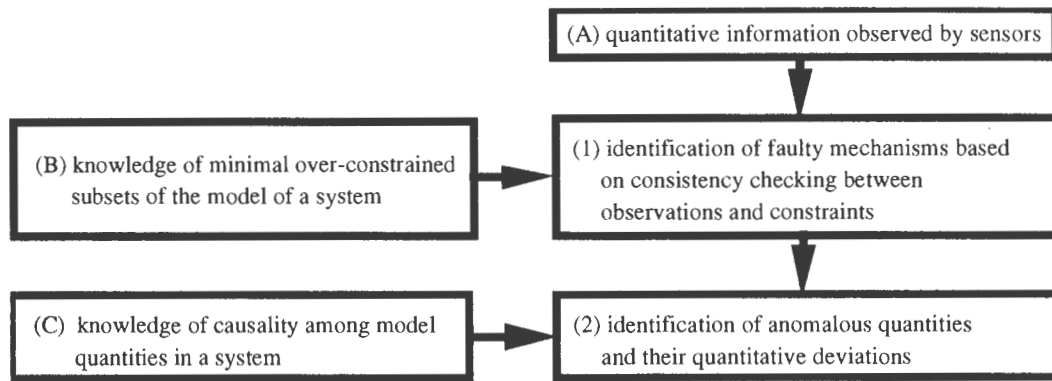 (A) quantitative information observed by sensors
(B) knowledge of minimal over-constrained
subsets of the model of a system
(1) identification of faulty mechanisms based
on consistency checking between
observations and constraints
(C) knowledge of causality among model
quantities in a system
(2) identification of anomalous quantities
and their quantitative deviations